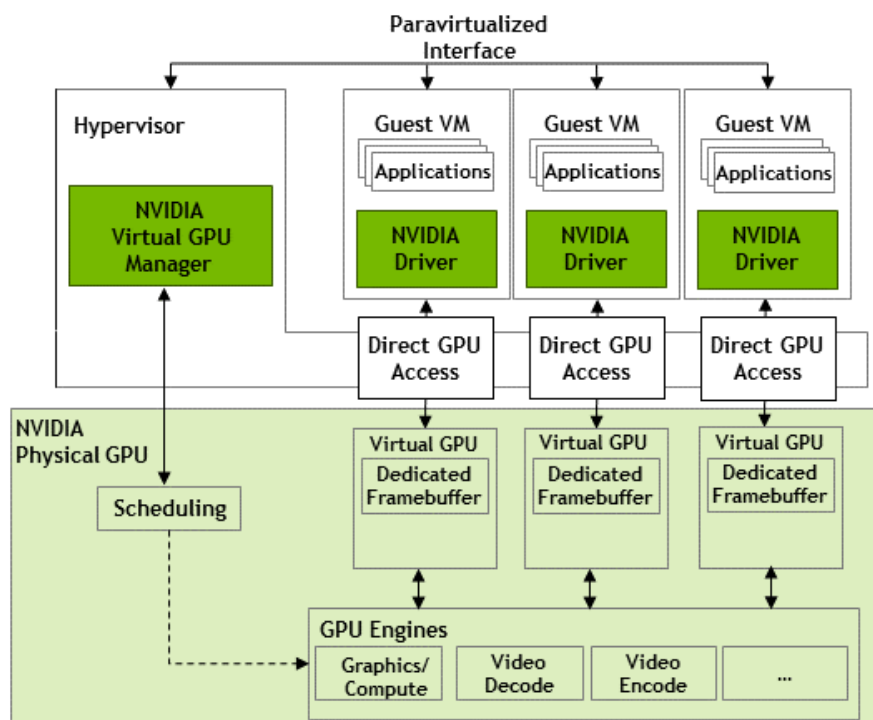 Paravirtualized
Interface
Hypervisor
NVIDIA
Virtual GPU
Manager
Guest VM
Applications
NVIDIA
Driver
Guest VM
Applications
NVIDIA
Driver
Guest VM
Applications
NVIDIA
Driver
Direct GPU
Access
Direct GPU
Access
Direct GPU
Access
NVIDIA
Physical GPU
Scheduling
Virtual GPU
Dedicated
Framebuffer
Virtual GPU
Dedicated
Framebuffer
Virtual GPU
Dedicated
Framebuffer
GPU Engines
Graphics/
Compute
Video
Decode
Video
Encode
...